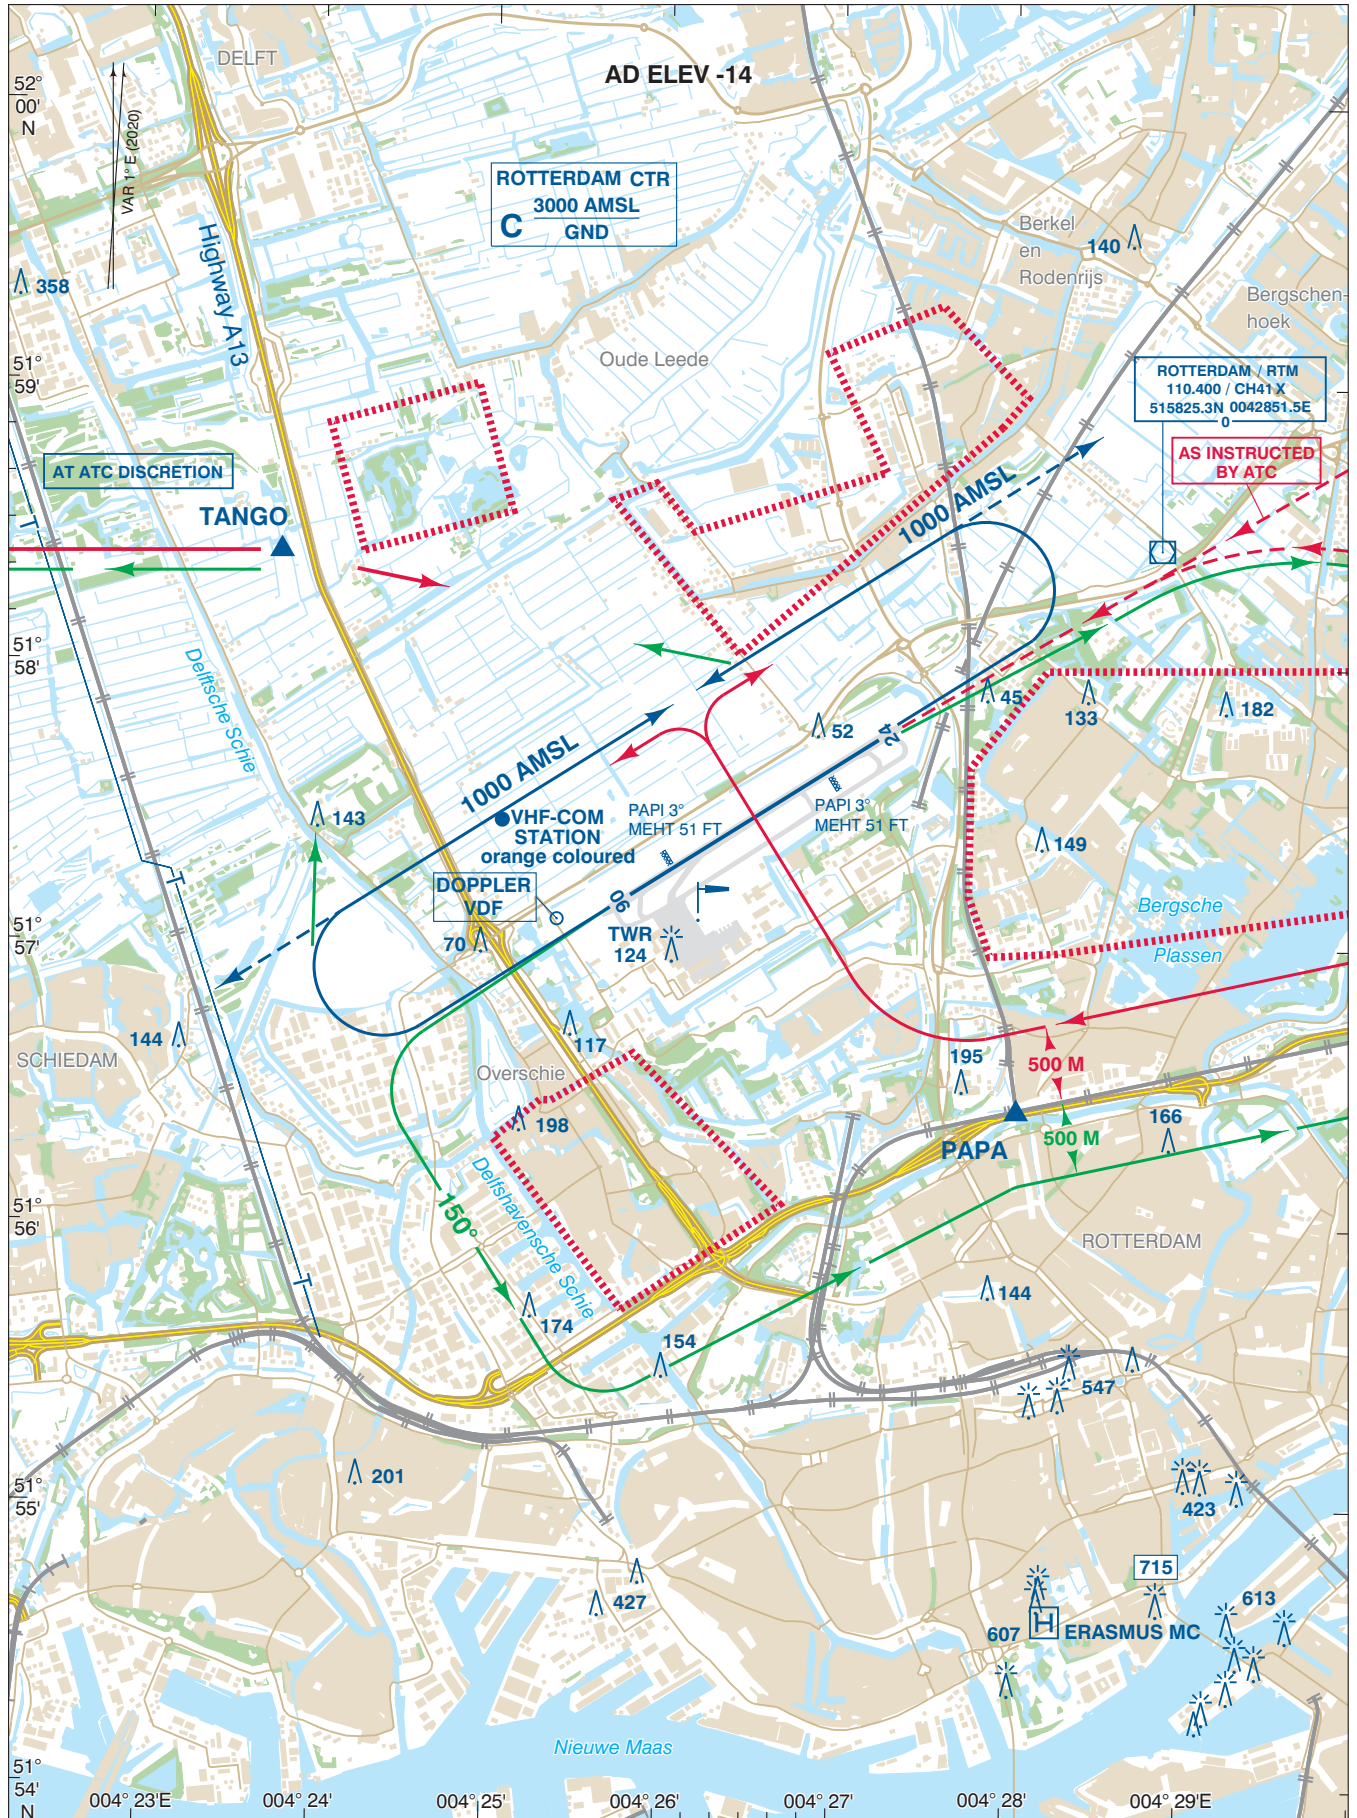 DELFT
AD ELEV -14
52°
00'
N
VAR 1° E (2020)
ROTTERDAM CTR
3000 AMSL
C
GND
Highway A13
358
Berkel
en
Rodenrijs
140
Bergschen-
hoek
51°
59'
Oude Leede
ROTTERDAM / RTM
110.400 / CH41 X
515825.3N 0042851.5E
0
AT ATC DISCRETION
AS INSTRUCTED
BY ATC
TANGO
1000 AMSL
51°
58'
Delftsche Schie
45
133
182
52
24
1000 AMSL
143
VHF-COM
STATION
orange coloured
PAPI 3°
MEHT 51 FT
PAPI 3°
MEHT 51 FT
149
DOPPLER
VDF
06
51°
57'
70
TWR
124
Bergsche
Plassen
144
SCHIEDAM
117
Overschie
195
500 M
198
166
500 M
PAPA
Delfshavensche Schie
150°
51°
56'
ROTTERDAM
144
174
154
547
201
51°
55'
423
427
715
613
607
H
ERASMUS MC
Nieuwe Maas
51°
54'
N
004° 23'E
004° 24'
004° 25'
004° 26'
004° 27'
004° 28'
004° 29'E